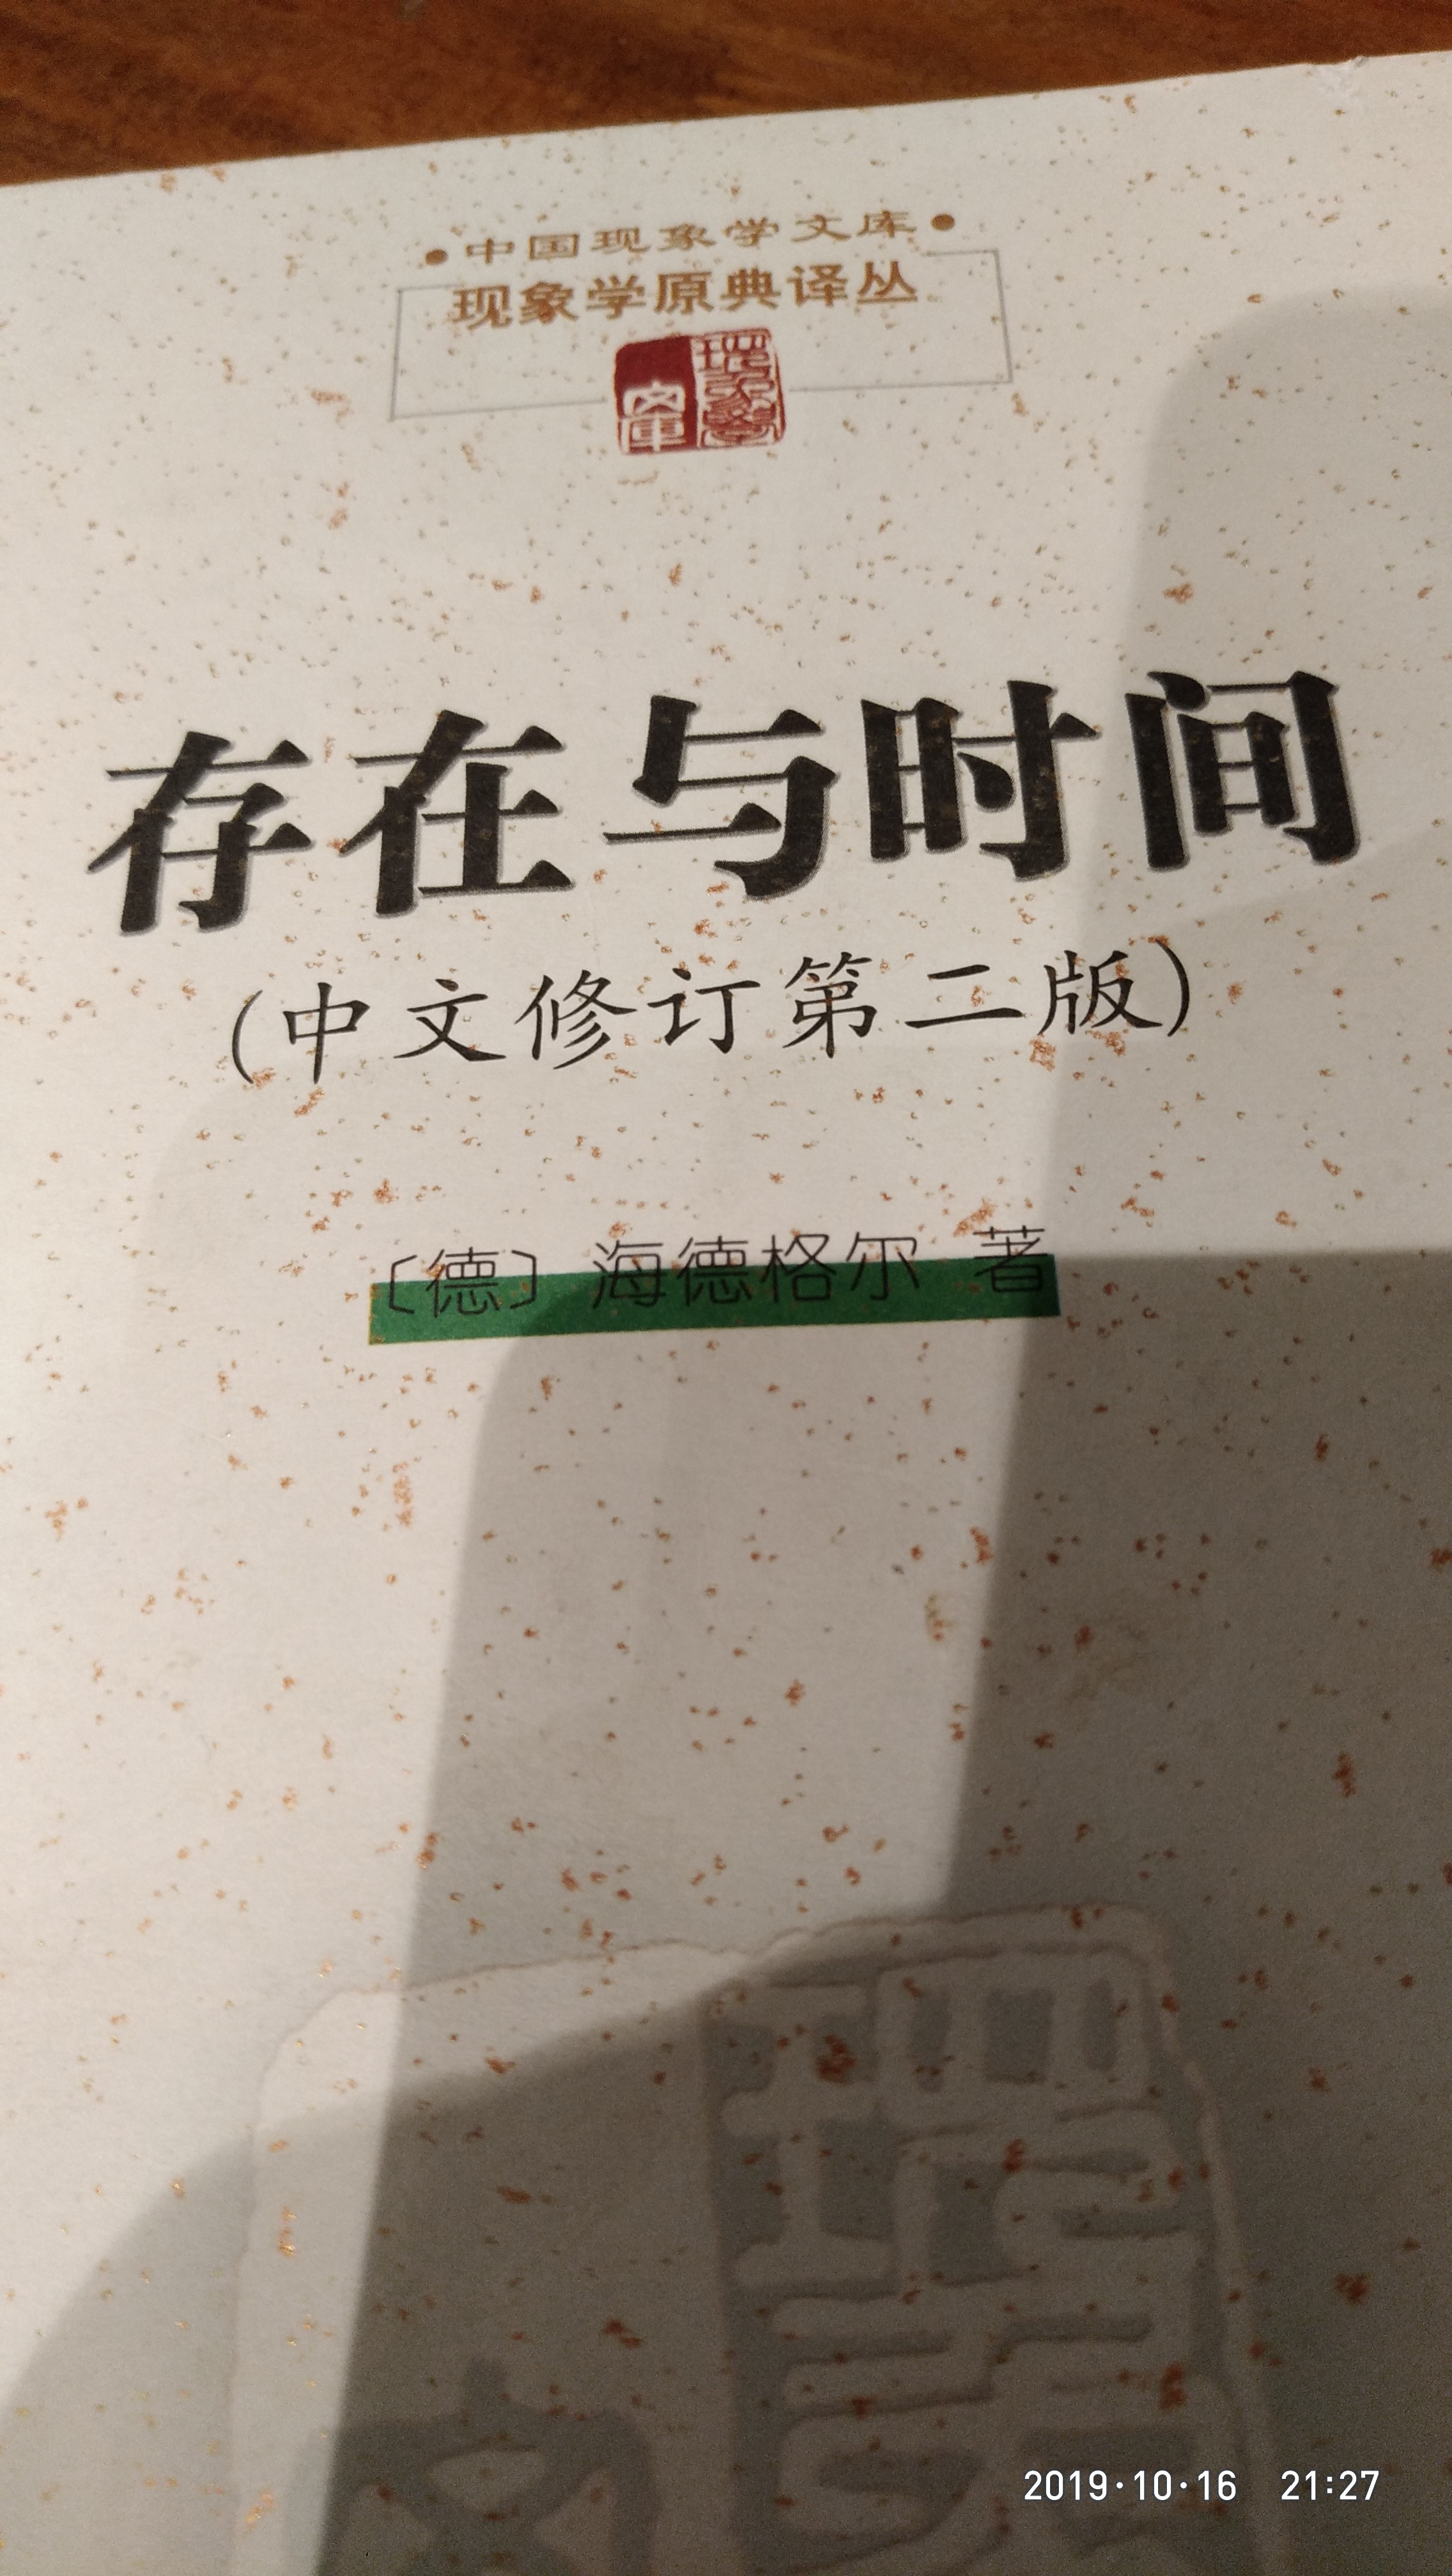 •中国现象学文库•
现象学原典译丛
现象学
文库
存在与时间
(中文修订第二版)
〔德〕海德格尔 著
2019·10·16 21:27